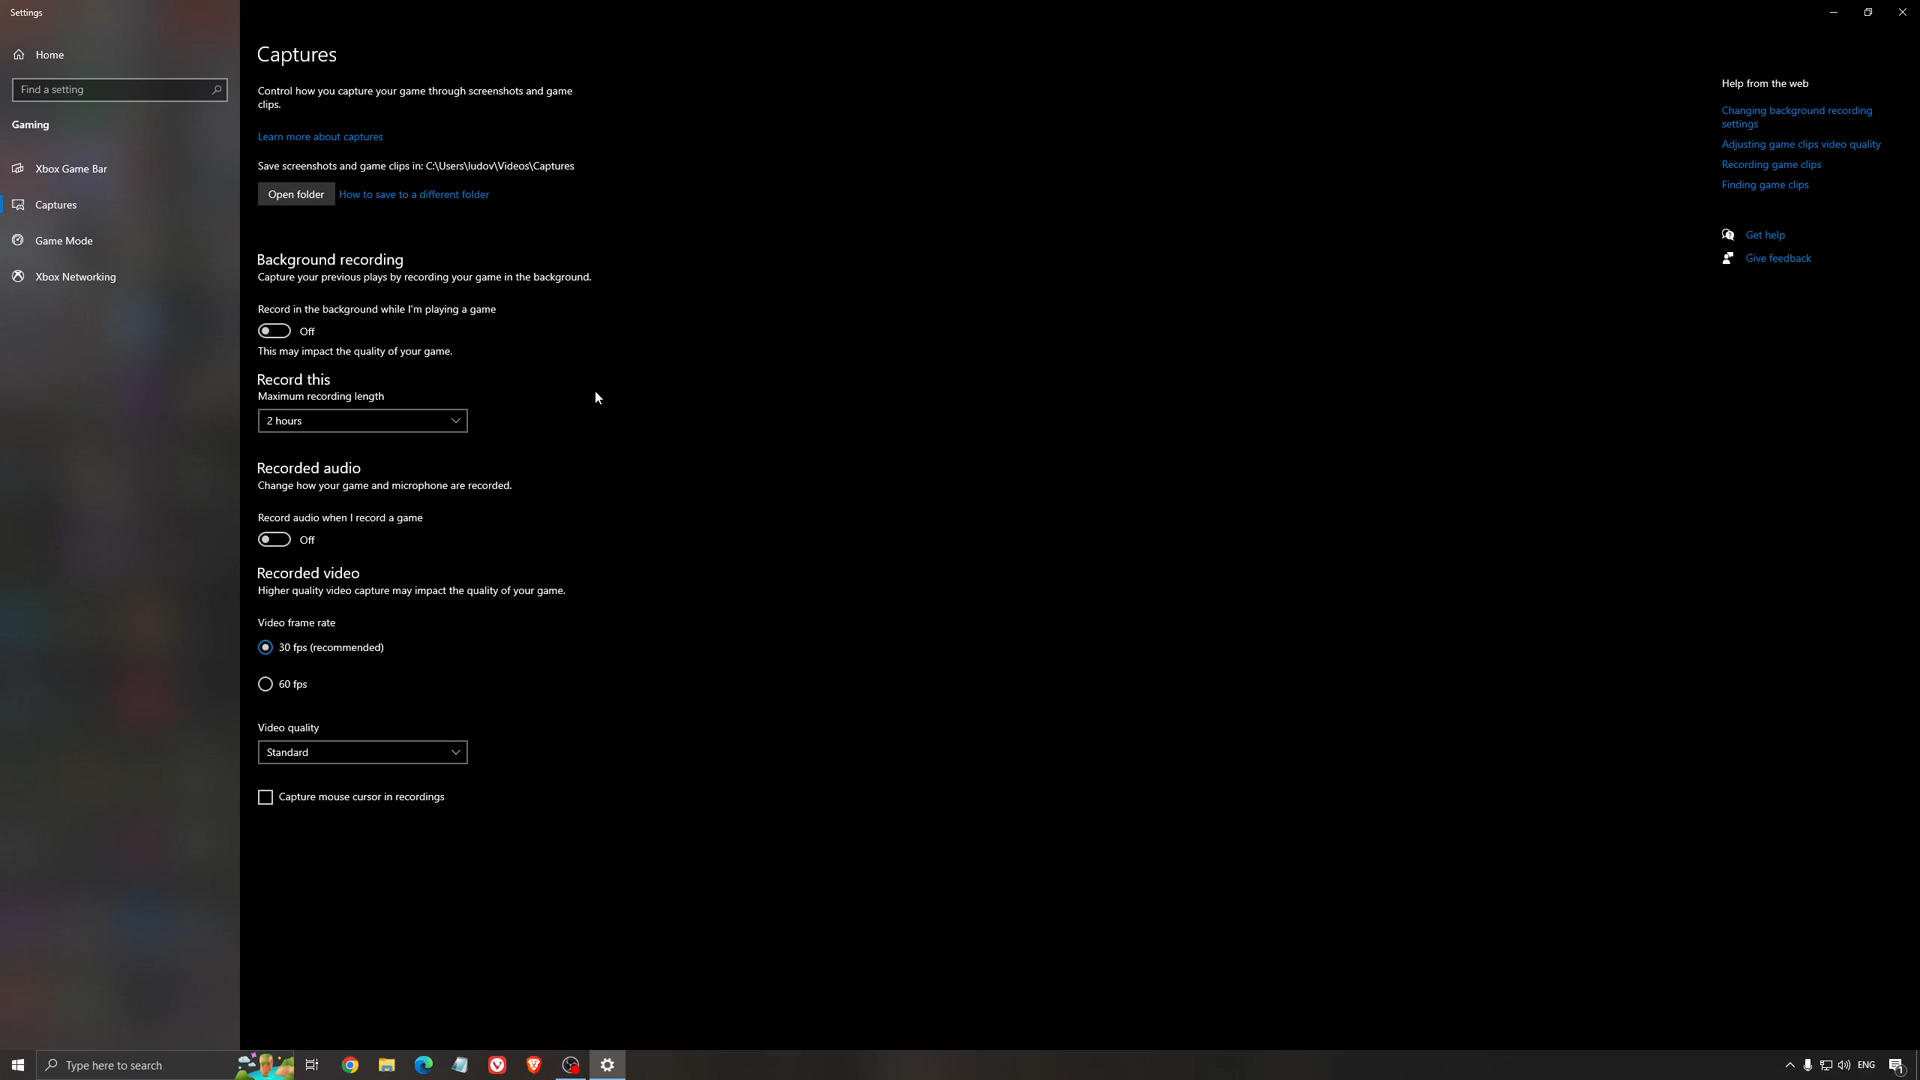 Settings
Home
Find a setting
Gaming
Xbox Game Bar
Captures
Game Mode
Xbox Networking
Captures
Control how you capture your game through screenshots and game
clips.
Learn more about captures
Save screenshots and game clips in: C:\Users\ludov\Videos\Captures
Open folder
How to save to a different folder
Background recording
Capture your previous plays by recording your game in the background.
Record in the background while I'm playing a game
Off
This may impact the quality of your game.
Record this
Maximum recording length
2 hours
Recorded audio
Change how your game and microphone are recorded.
Record audio when I record a game
Off
Recorded video
Higher quality video capture may impact the quality of your game.
Video frame rate
30 fps (recommended)
60 fps
Video quality
Standard
Capture mouse cursor in recordings
Help from the web
Changing background recording
settings
Adjusting game clips video quality
Recording game clips
Finding game clips
Get help
Give feedback
Type here to search
ENG
1